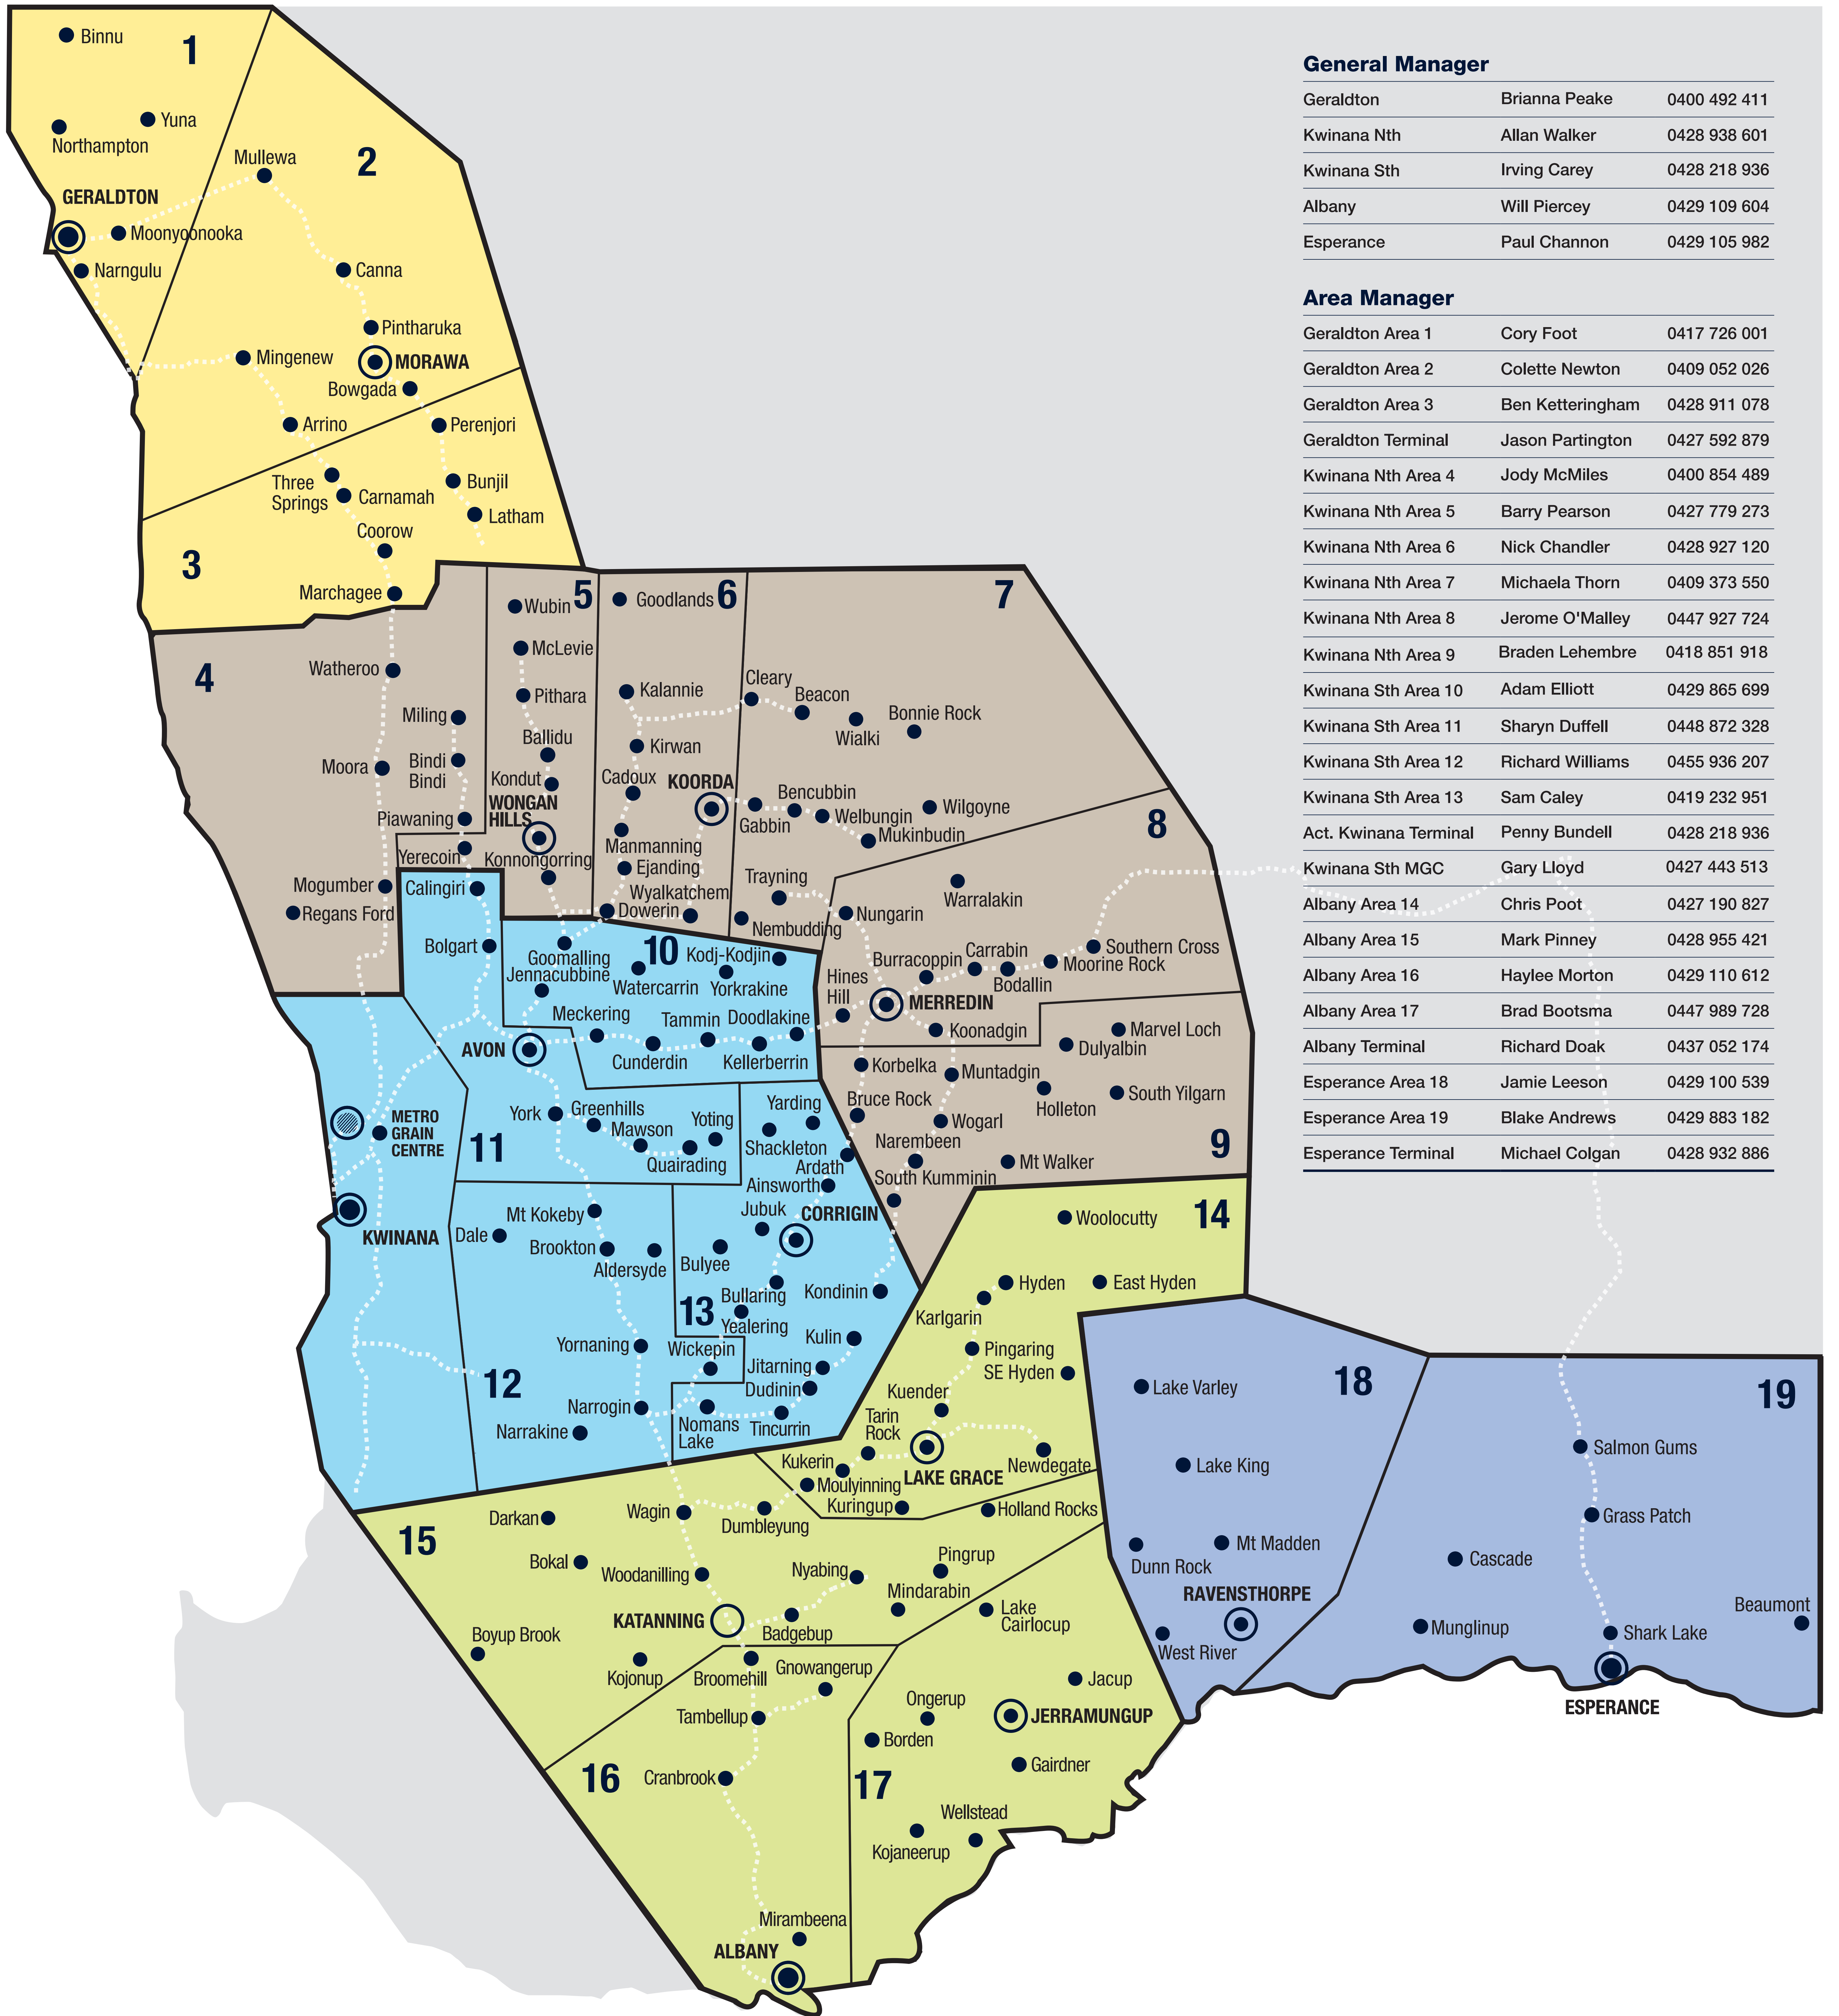 General Manager
Geraldton Brianna Peake 0400 492 411
Kwinana Nth Allan Walker 0428 938 601
Kwinana Sth Irving Carey 0428 218 936
Albany Will Piercey 0429 109 604
Esperance Paul Channon 0429 105 982
Area Manager
Geraldton Area 1 Cory Foot 0417 726 001
Geraldton Area 2 Colette Newton 0409 052 026
Geraldton Area 3 Ben Ketteringham 0428 911 078
Geraldton Terminal Jason Partington 0427 592 879
Kwinana Nth Area 4 Jody McMiles 0400 854 489
Kwinana Nth Area 5 Barry Pearson 0427 779 273
Kwinana Nth Area 6 Nick Chandler 0428 927 120
Kwinana Nth Area 7 Michaela Thorn 0409 373 550
Kwinana Nth Area 8 Jerome O'Malley 0447 927 724
Kwinana Nth Area 9 Braden Lehembre 0418 851 918
Kwinana Sth Area 10 Adam Elliott 0429 865 699
Kwinana Sth Area 11 Sharyn Duffell 0448 872 328
Kwinana Sth Area 12 Richard Williams 0455 936 207
Kwinana Sth Area 13 Sam Caley 0419 232 951
Act. Kwinana Terminal Penny Bundell 0428 218 936
Kwinana Sth MGC Gary Lloyd 0427 443 513
Albany Area 14 Chris Poot 0427 190 827
Albany Area 15 Mark Pinney 0428 955 421
Albany Area 16 Haylee Morton 0429 110 612
Albany Area 17 Brad Bootsma 0447 989 728
Albany Terminal Richard Doak 0437 052 174
Esperance Area 18 Jamie Leeson 0429 100 539
Esperance Area 19 Blake Andrews 0429 883 182
Esperance Terminal Michael Colgan 0428 932 886
1
Binnu
Yuna
Northampton
GERALDTON
Moonyoonooka
Narngulu
2
Mullewa
Canna
Pintharuka
MORAWA
Mingenew
Bowgada
Arrino
3
Perenjori
Three
Springs
Carnamah
Bunjil
Latham
Coorow
Marchagee
4
Watheroo
Miling
Moora
Bindi
Bindi
Piawaning
Mogumber
Regans Ford
5
Wubin
McLevie
Pithara
Ballidu
Kondut
WONGAN
HILLS
Yerecoin
Konnongorring
6
Goodlands
Kalannie
Kirwan
Cadoux
KOORDA
Manmanning
Ejanding
Wyalkatchem
Dowerin
7
Cleary
Beacon
Wialki
Bonnie Rock
Bencubbin
Gabbin
Welbungin
Wilgoyne
Mukinbudin
Trayning
Nembudding
8
Warralakin
Nungarin
Southern Cross
Carrabin
Moorine Rock
Burracoppin
Bodallin
Hines
Hill
MERREDIN
Koonadgin
9
Marvel Loch
Dulyalbin
Korbelka
Muntadgin
Holleton
South Yilgarn
Bruce Rock
Wogarl
Narembeen
Mt Walker
South Kumminin
10
Goomalling
Kodj-Kodjin
Jennacubbine
Watercarrin
Yorkrakine
Meckering
Tammin
Doodlakine
Cunderdin
Kellerberrin
11
Calingiri
Bolgart
AVON
York
Greenhills
Mawson
Yoting
Quairading
METRO
GRAIN
CENTRE
KWINANA
12
Mt Kokeby
Dale
Brookton
Aldersyde
Yornaning
Wickepin
Narrogin
Narrakine
13
Yarding
Shackleton
Ardath
Ainsworth
Jubuk
CORRIGIN
Bulyee
Bullaring
Kondinin
Yealering
Kulin
Jitarning
Dudinin
Nomans
Lake
Tincurrin
14
Woolocutty
Hyden
East Hyden
Karlgarin
Pingaring
SE Hyden
Kuender
Tarin
Rock
LAKE GRACE
Newdegate
Kukerin
Moulyinning
Kuringup
15
Holland Rocks
Darkan
Wagin
Dumbleyung
Bokal
Woodanilling
Nyabing
Pingrup
Mindarabin
KATANNING
Badgebup
Boyup Brook
Kojonup
16
Broomehill
Gnowangerup
Tambellup
Cranbrook
Mirambeena
ALBANY
17
Lake
Cairlocup
Jacup
Ongerup
JERRAMUNGUP
Borden
Gairdner
Wellstead
Kojaneerup
18
Lake Varley
Lake King
Dunn Rock
Mt Madden
RAVENSTHORPE
West River
19
Salmon Gums
Grass Patch
Cascade
Munglinup
Beaumont
Shark Lake
ESPERANCE